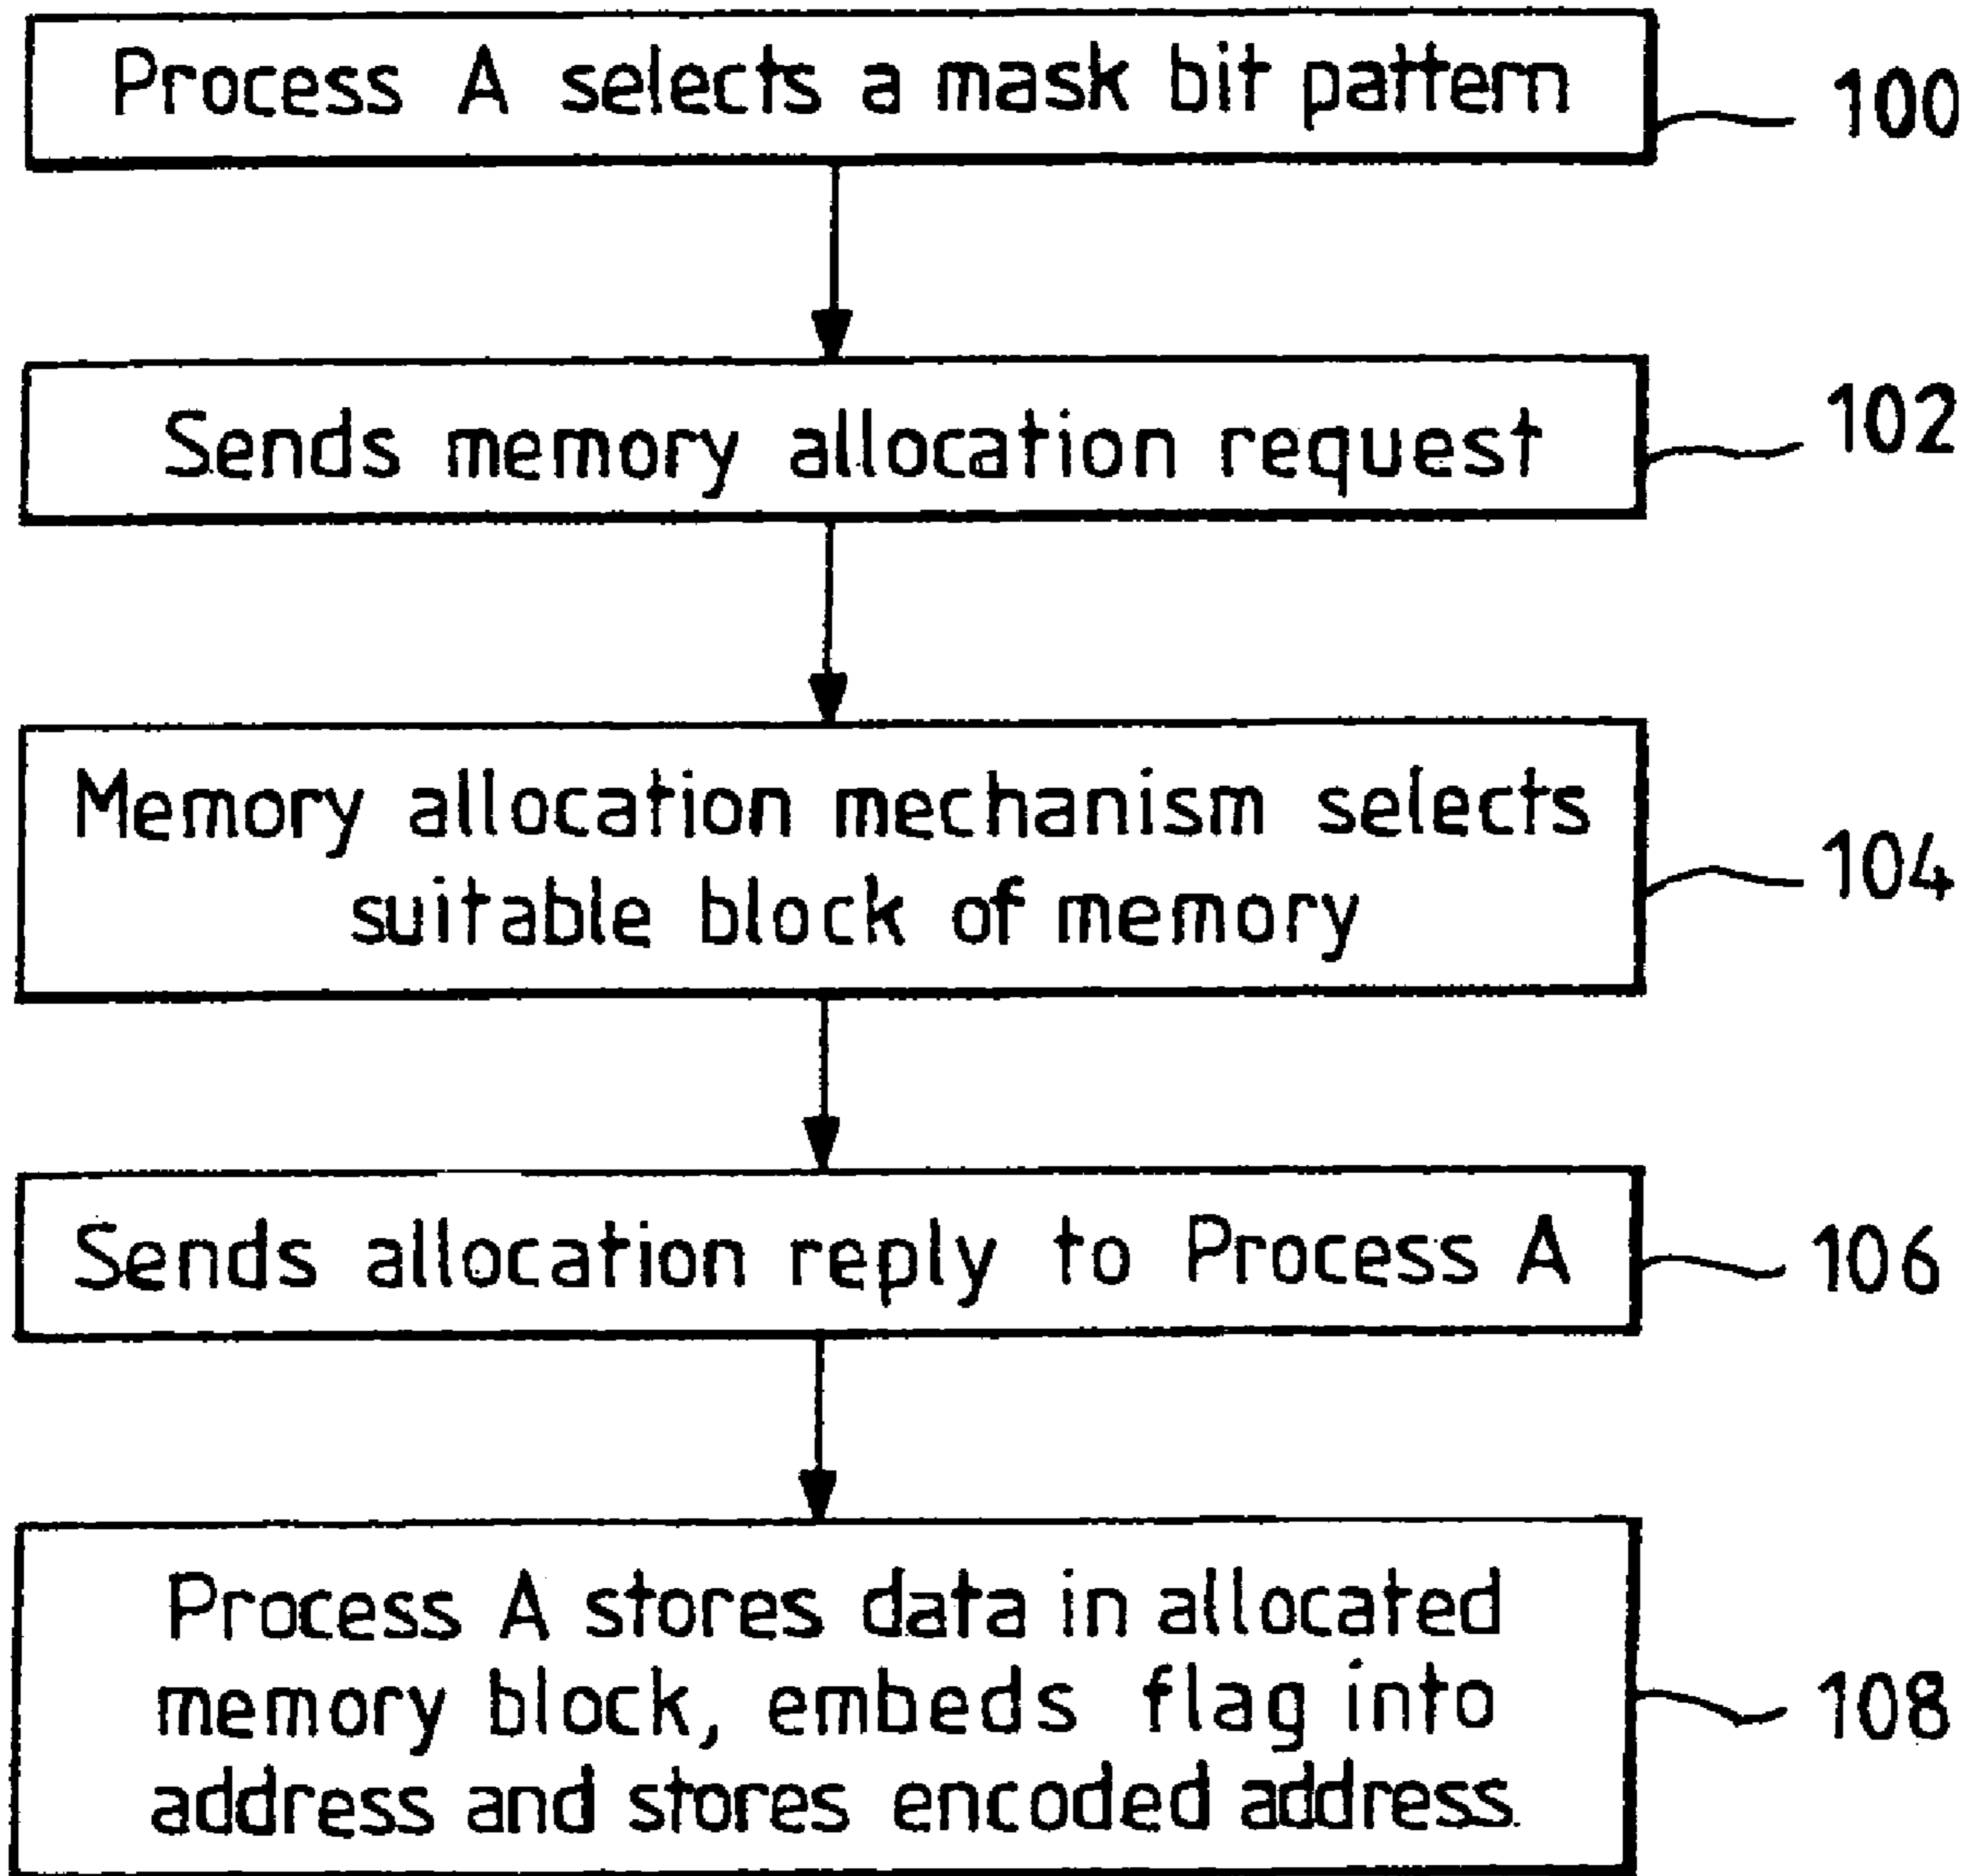 Process A selects a mask bit pattern
100
Sends memory allocation request
102
Memory allocation mechanism selects
suitable block of memory
104
Sends allocation reply to Process A
106
Process A stores data in allocated
memory block, embeds flag into
address and stores encoded address.
108